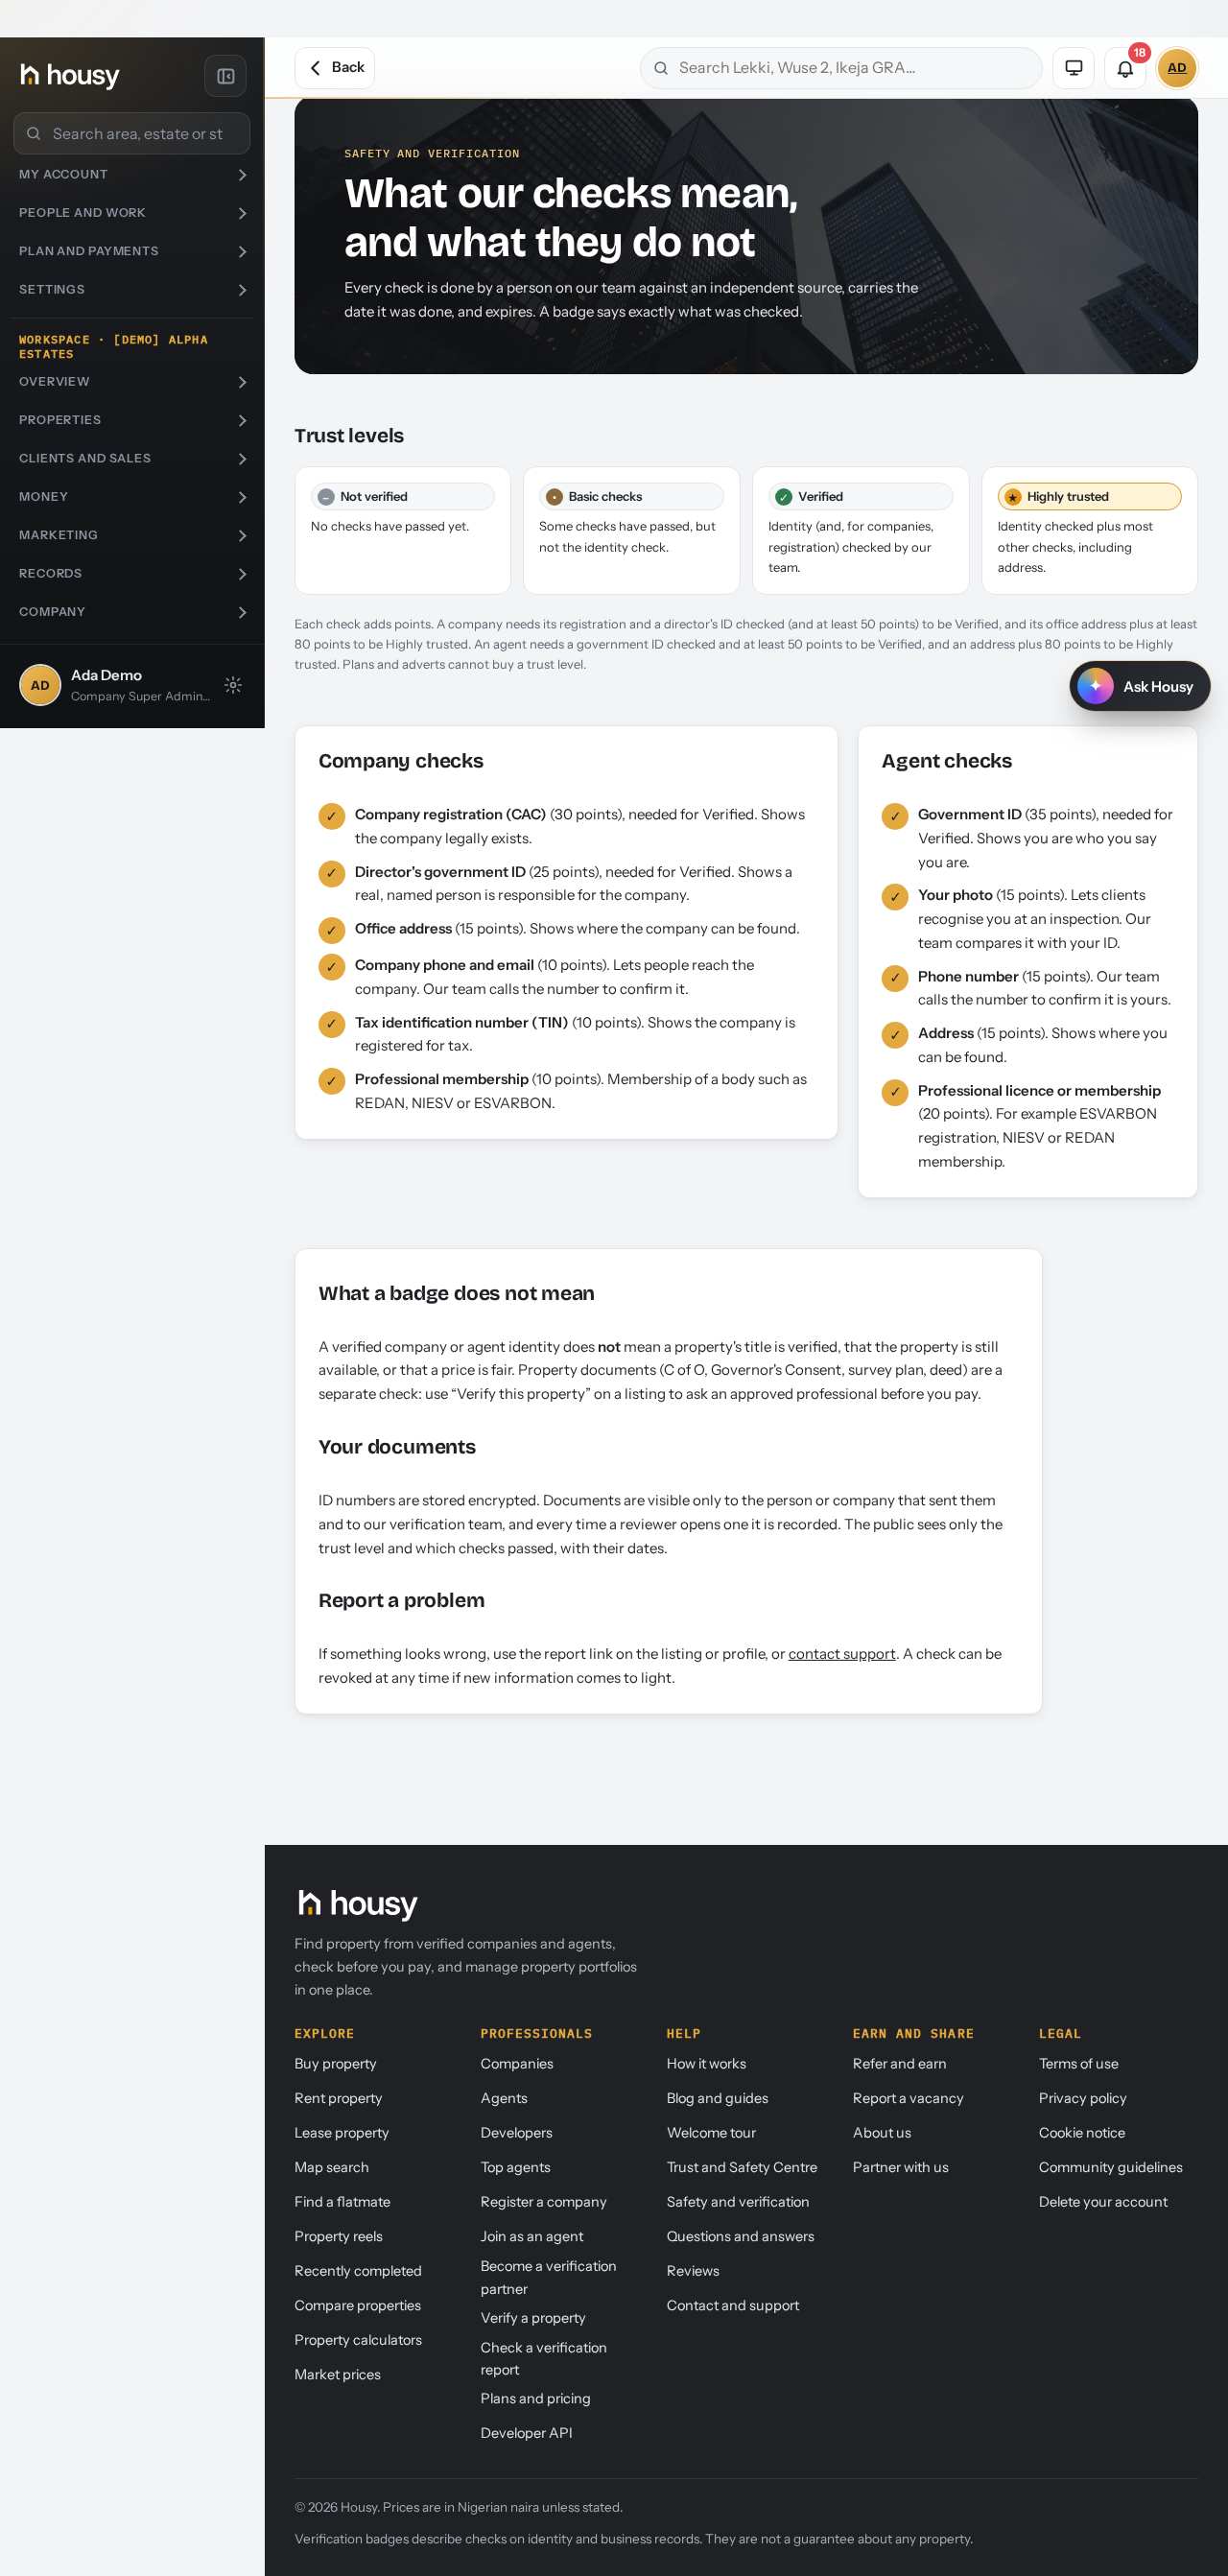 housy
Search area, estate or st
MY ACCOUNT
PEOPLE AND WORK
PLAN AND PAYMENTS
SETTINGS
WORKSPACE · [DEMO] ALPHA
ESTATES
OVERVIEW
PROPERTIES
CLIENTS AND SALES
MONEY
MARKETING
RECORDS
COMPANY
AD
Ada Demo
Company Super Admin...
Back
Search Lekki, Wuse 2, Ikeja GRA...
18
AD
SAFETY AND VERIFICATION
What our checks mean,
and what they do not
Every check is done by a person on our team against an independent source, carries the
date it was done, and expires. A badge says exactly what was checked.
Trust levels
Not verified
No checks have passed yet.
Basic checks
Some checks have passed, but
not the identity check.
Verified
Identity (and, for companies,
registration) checked by our
team.
Highly trusted
Identity checked plus most
other checks, including
address.
Each check adds points. A company needs its registration and a director's ID checked (and at least 50 points) to be Verified, and its office address plus at least
80 points to be Highly trusted. An agent needs a government ID checked and at least 50 points to be Verified, and an address plus 80 points to be Highly
trusted. Plans and adverts cannot buy a trust level.
Ask Housy
Company checks
Company registration (CAC) (30 points), needed for Verified. Shows
the company legally exists.
Director's government ID (25 points), needed for Verified. Shows a
real, named person is responsible for the company.
Office address (15 points). Shows where the company can be found.
Company phone and email (10 points). Lets people reach the
company. Our team calls the number to confirm it.
Tax identification number (TIN) (10 points). Shows the company is
registered for tax.
Professional membership (10 points). Membership of a body such as
REDAN, NIESV or ESVARBON.
Agent checks
Government ID (35 points), needed for
Verified. Shows you are who you say
you are.
Your photo (15 points). Lets clients
recognise you at an inspection. Our
team compares it with your ID.
Phone number (15 points). Our team
calls the number to confirm it is yours.
Address (15 points). Shows where you
can be found.
Professional licence or membership
(20 points). For example ESVARBON
registration, NIESV or REDAN
membership.
What a badge does not mean
A verified company or agent identity does not mean a property's title is verified, that the property is still
available, or that a price is fair. Property documents (C of O, Governor's Consent, survey plan, deed) are a
separate check: use “Verify this property” on a listing to ask an approved professional before you pay.
Your documents
ID numbers are stored encrypted. Documents are visible only to the person or company that sent them
and to our verification team, and every time a reviewer opens one it is recorded. The public sees only the
trust level and which checks passed, with their dates.
Report a problem
If something looks wrong, use the report link on the listing or profile, or contact support. A check can be
revoked at any time if new information comes to light.
housy
Find property from verified companies and agents,
check before you pay, and manage property portfolios
in one place.
EXPLORE
Buy property
Rent property
Lease property
Map search
Find a flatmate
Property reels
Recently completed
Compare properties
Property calculators
Market prices
PROFESSIONALS
Companies
Agents
Developers
Top agents
Register a company
Join as an agent
Become a verification
partner
Verify a property
Check a verification
report
Plans and pricing
Developer API
HELP
How it works
Blog and guides
Welcome tour
Trust and Safety Centre
Safety and verification
Questions and answers
Reviews
Contact and support
EARN AND SHARE
Refer and earn
Report a vacancy
About us
Partner with us
LEGAL
Terms of use
Privacy policy
Cookie notice
Community guidelines
Delete your account
© 2026 Housy. Prices are in Nigerian naira unless stated.
Verification badges describe checks on identity and business records. They are not a guarantee about any property.